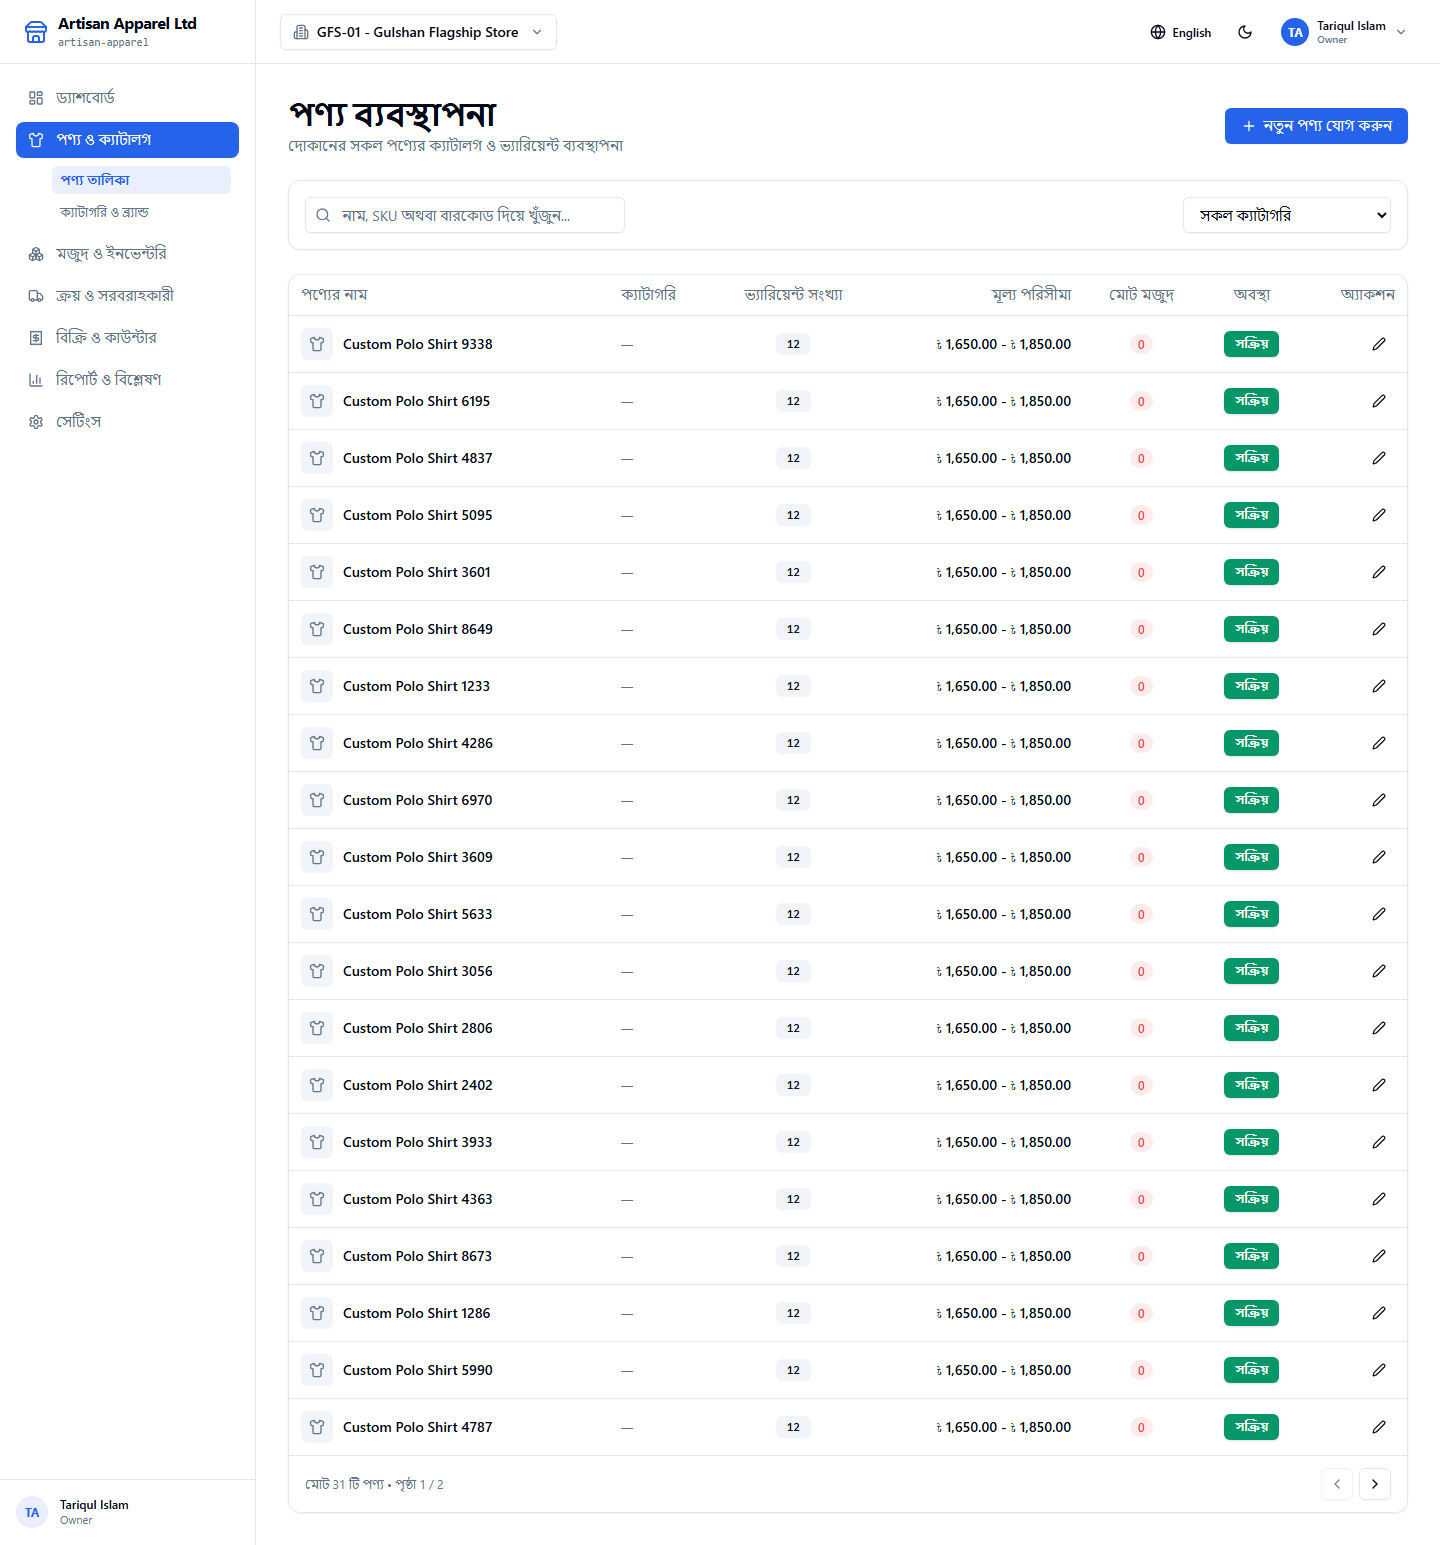 Artisan Apparel Ltd
artisan-apparel
GFS-01 - Gulshan Flagship Store
English
TA
Tariqul Islam
Owner
ড্যাশবোর্ড
পণ্য ও ক্যাটালগ
পণ্য তালিকা
ক্যাটাগরি ও ব্র্যান্ড
মজুদ ও ইনভেন্টরি
ক্রয় ও সরবরাহকারী
বিক্রি ও কাউন্টার
রিপোর্ট ও বিশ্লেষণ
সেটিংস
পণ্য ব্যবস্থাপনা
দোকানের সকল পণ্যের ক্যাটালগ ও ভ্যারিয়েন্ট ব্যবস্থাপনা
নতুন পণ্য যোগ করুন
নাম, SKU অথবা বারকোড দিয়ে খুঁজুন...
সকল ক্যাটাগরি
পণ্যের নাম ক্যাটাগরি ভ্যারিয়েন্ট সংখ্যা মূল্য পরিসীমা মোট মজুদ অবস্থা অ্যাকশন
Custom Polo Shirt 9338 — 12 ৳ 1,650.00 - ৳ 1,850.00 0 সক্রিয়
Custom Polo Shirt 6195 — 12 ৳ 1,650.00 - ৳ 1,850.00 0 সক্রিয়
Custom Polo Shirt 4837 — 12 ৳ 1,650.00 - ৳ 1,850.00 0 সক্রিয়
Custom Polo Shirt 5095 — 12 ৳ 1,650.00 - ৳ 1,850.00 0 সক্রিয়
Custom Polo Shirt 3601 — 12 ৳ 1,650.00 - ৳ 1,850.00 0 সক্রিয়
Custom Polo Shirt 8649 — 12 ৳ 1,650.00 - ৳ 1,850.00 0 সক্রিয়
Custom Polo Shirt 1233 — 12 ৳ 1,650.00 - ৳ 1,850.00 0 সক্রিয়
Custom Polo Shirt 4286 — 12 ৳ 1,650.00 - ৳ 1,850.00 0 সক্রিয়
Custom Polo Shirt 6970 — 12 ৳ 1,650.00 - ৳ 1,850.00 0 সক্রিয়
Custom Polo Shirt 3609 — 12 ৳ 1,650.00 - ৳ 1,850.00 0 সক্রিয়
Custom Polo Shirt 5633 — 12 ৳ 1,650.00 - ৳ 1,850.00 0 সক্রিয়
Custom Polo Shirt 3056 — 12 ৳ 1,650.00 - ৳ 1,850.00 0 সক্রিয়
Custom Polo Shirt 2806 — 12 ৳ 1,650.00 - ৳ 1,850.00 0 সক্রিয়
Custom Polo Shirt 2402 — 12 ৳ 1,650.00 - ৳ 1,850.00 0 সক্রিয়
Custom Polo Shirt 3933 — 12 ৳ 1,650.00 - ৳ 1,850.00 0 সক্রিয়
Custom Polo Shirt 4363 — 12 ৳ 1,650.00 - ৳ 1,850.00 0 সক্রিয়
Custom Polo Shirt 8673 — 12 ৳ 1,650.00 - ৳ 1,850.00 0 সক্রিয়
Custom Polo Shirt 1286 — 12 ৳ 1,650.00 - ৳ 1,850.00 0 সক্রিয়
Custom Polo Shirt 5990 — 12 ৳ 1,650.00 - ৳ 1,850.00 0 সক্রিয়
Custom Polo Shirt 4787 — 12 ৳ 1,650.00 - ৳ 1,850.00 0 সক্রিয়
মোট 31 টি পণ্য • পৃষ্ঠা 1 / 2
TA
Tariqul Islam
Owner